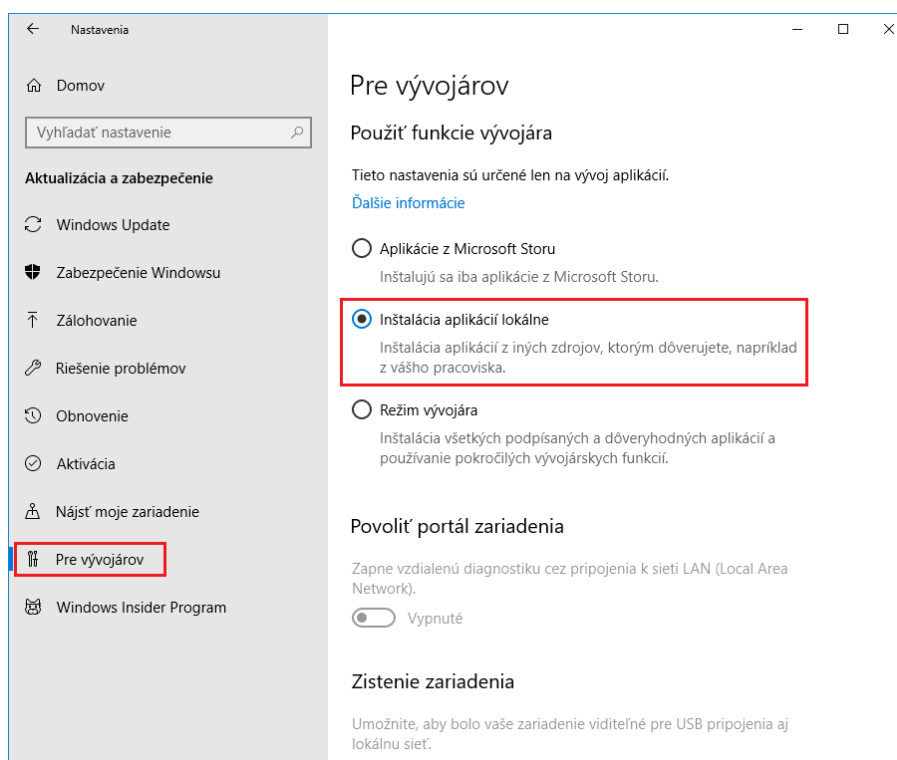 Nastavenia
Domov
Vyhľadať nastavenie
Aktualizácia a zabezpečenie
Windows Update
Zabezpečenie Windowsu
Zálohovanie
Riešenie problémov
Obnovenie
Aktivácia
Nájsť moje zariadenie
Pre vývojárov
Windows Insider Program
Pre vývojárov
Použiť funkcie vývojára
Tieto nastavenia sú určené len na vývoj aplikácií.
Ďalšie informácie
Aplikácie z Microsoft Storu
Inštalujú sa iba aplikácie z Microsoft Storu.
Inštalácia aplikácií lokálne
Inštalácia aplikácií z iných zdrojov, ktorým dôverujete, napríklad
z vášho pracoviska.
Režim vývojára
Inštalácia všetkých podpísaných a dôveryhodných aplikácií a
používanie pokročilých vývojárskych funkcií.
Povoliť portál zariadenia
Zapne vzdialenú diagnostiku cez pripojenia k sieti LAN (Local Area
Network).
Vypnuté
Zistenie zariadenia
Umožnite, aby bolo vaše zariadenie viditeľné pre USB pripojenia aj
lokálnu sieť.